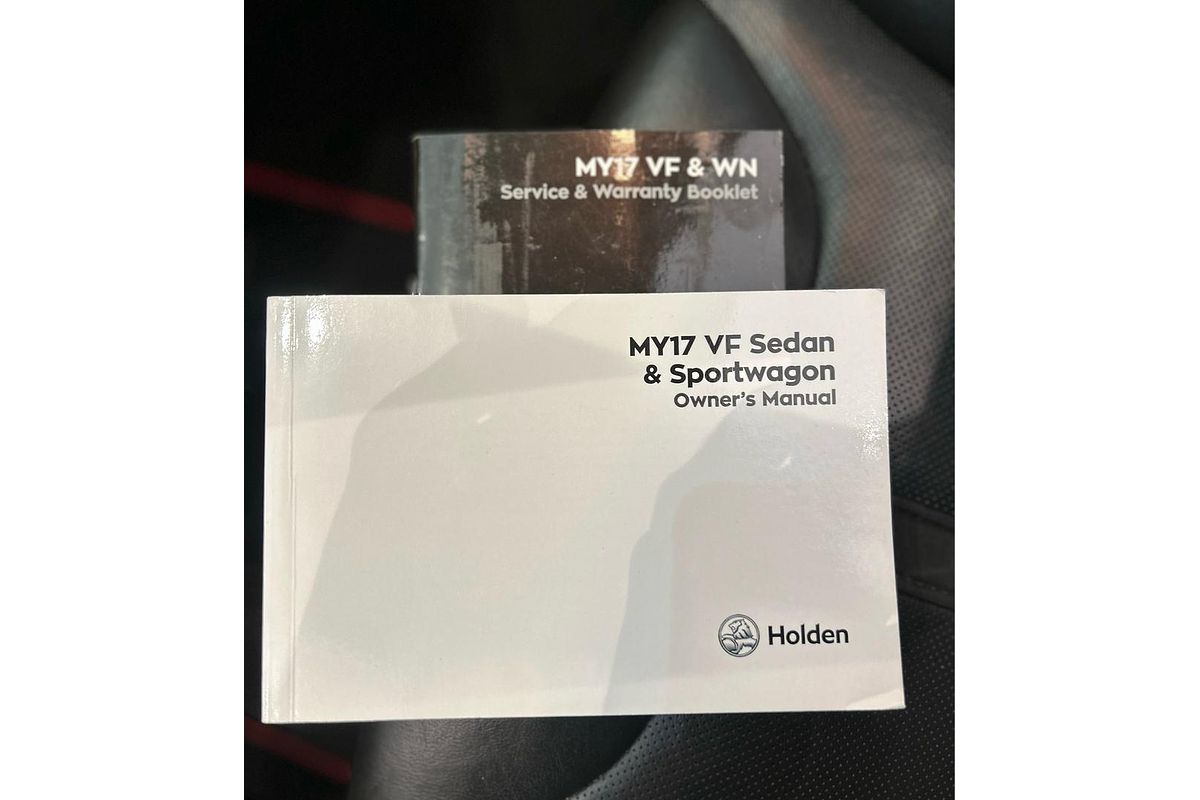 MY17 VF & WN
Service & Warranty Booklet
MY17 VF Sedan
& Sportwagon
Owner's Manual
Holden